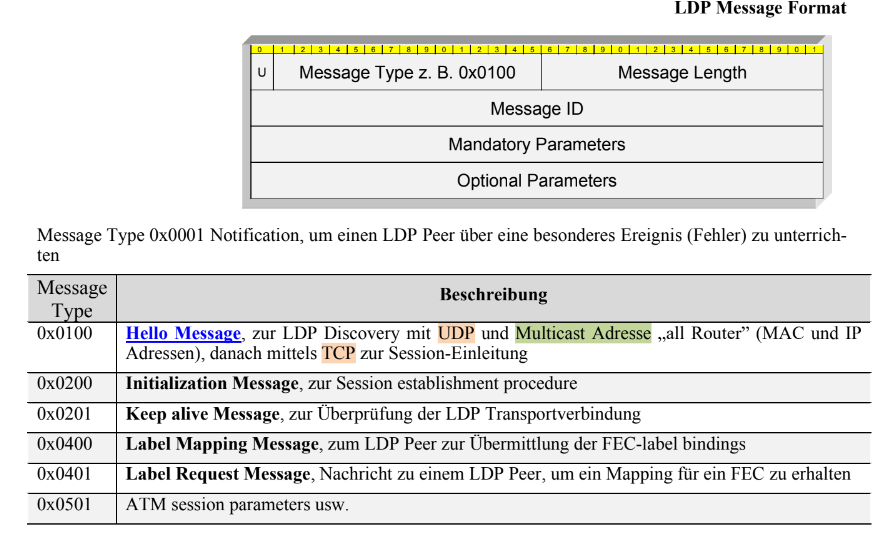 LDP Message Format
0 1 2 3 4 5 6 7 8 9 0 1 2 3 4 5 6 7 8 9 0 1 2 3 4 5 6 7 8 9 0 1
U Message Type z. B. 0x0100 Message Length
Message ID
Mandatory Parameters
Optional Parameters
Message Type 0x0001 Notification, um einen LDP Peer über eine besonderes Ereignis (Fehler) zu unterrich-
ten
Message
Type
Beschreibung
0x0100 Hello Message, zur LDP Discovery mit UDP und Multicast Adresse „all Router” (MAC und IP
Adressen), danach mittels TCP zur Session-Einleitung
0x0200 Initialization Message, zur Session establishment procedure
0x0201 Keep alive Message, zur Überprüfung der LDP Transportverbindung
0x0400 Label Mapping Message, zum LDP Peer zur Übermittlung der FEC-label bindings
0x0401 Label Request Message, Nachricht zu einem LDP Peer, um ein Mapping für ein FEC zu erhalten
0x0501 ATM session parameters usw.